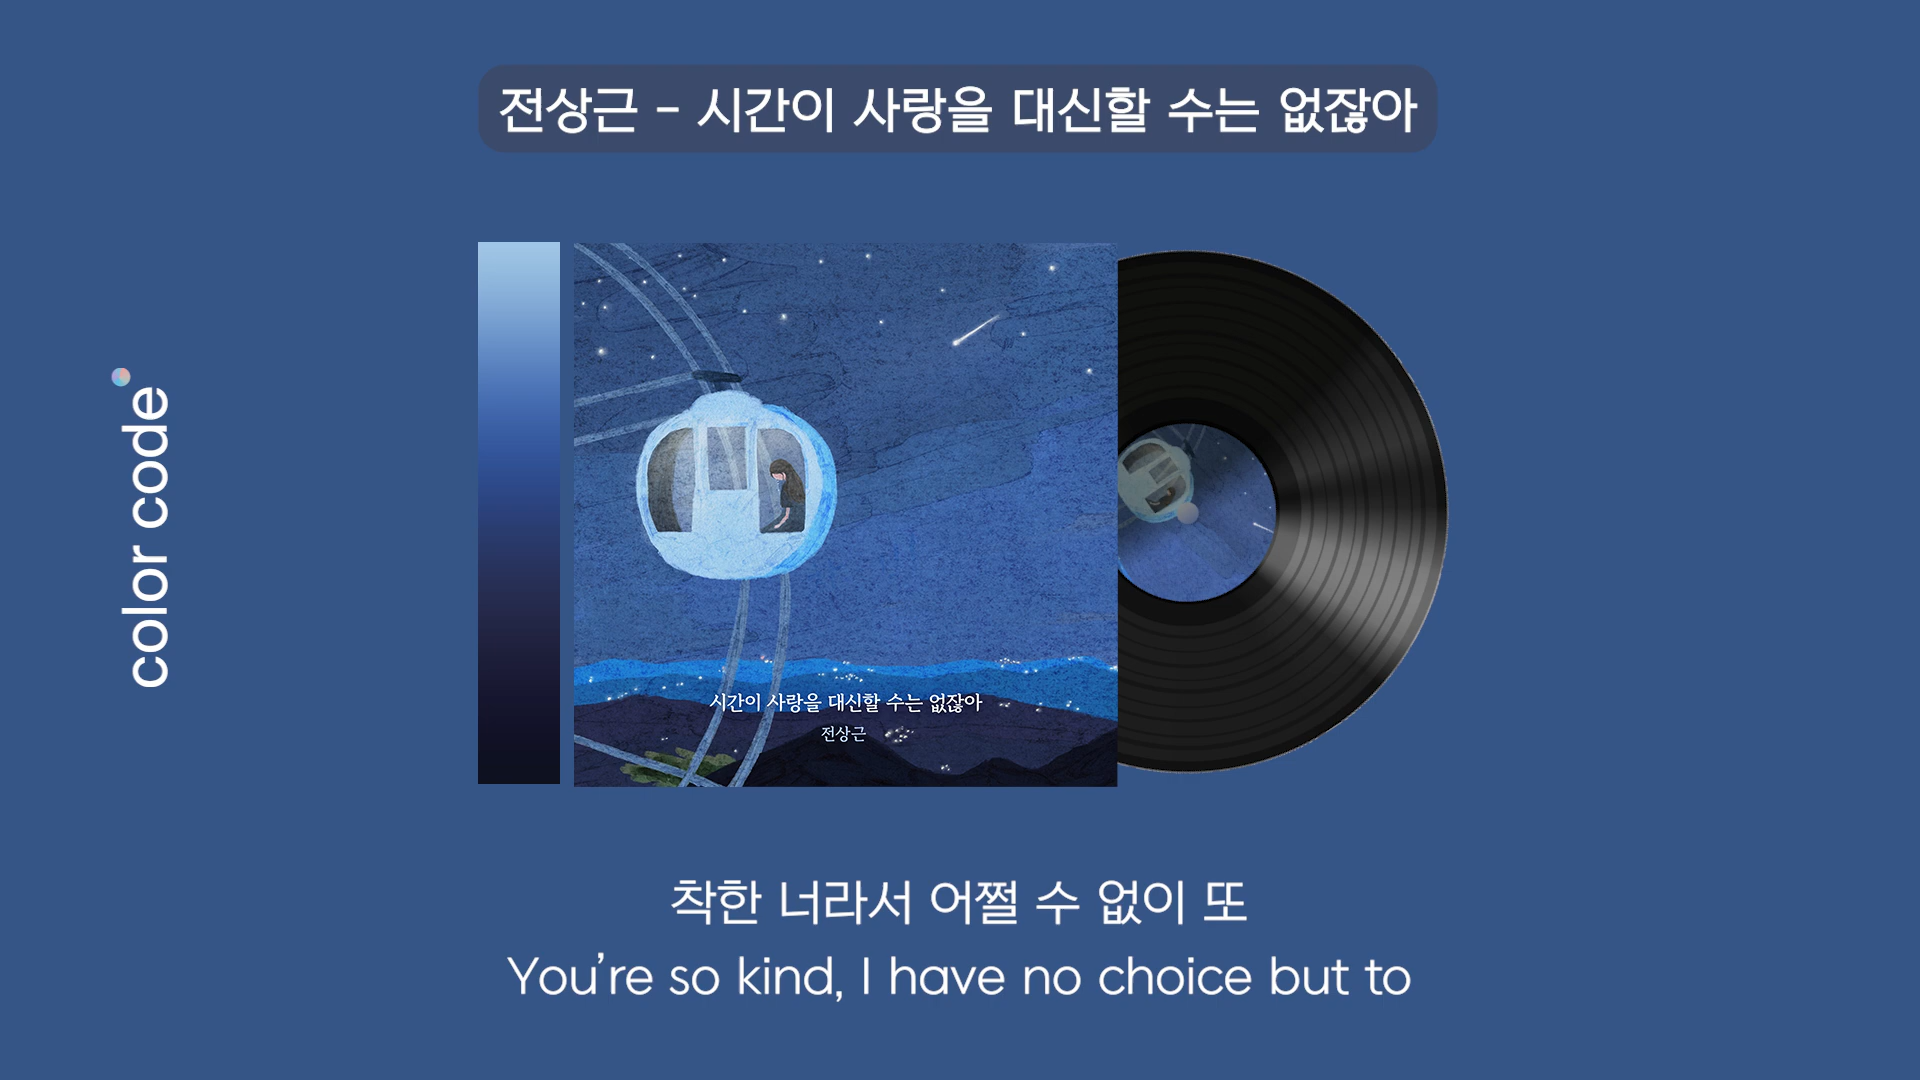 전상근 - 시간이 사랑을 대신할 수는 없잖아
color code
시간이 사랑을 대신할 수는 없잖아
전상근
착한 너라서 어쩔 수 없이 또
You're so kind, I have no choice but to